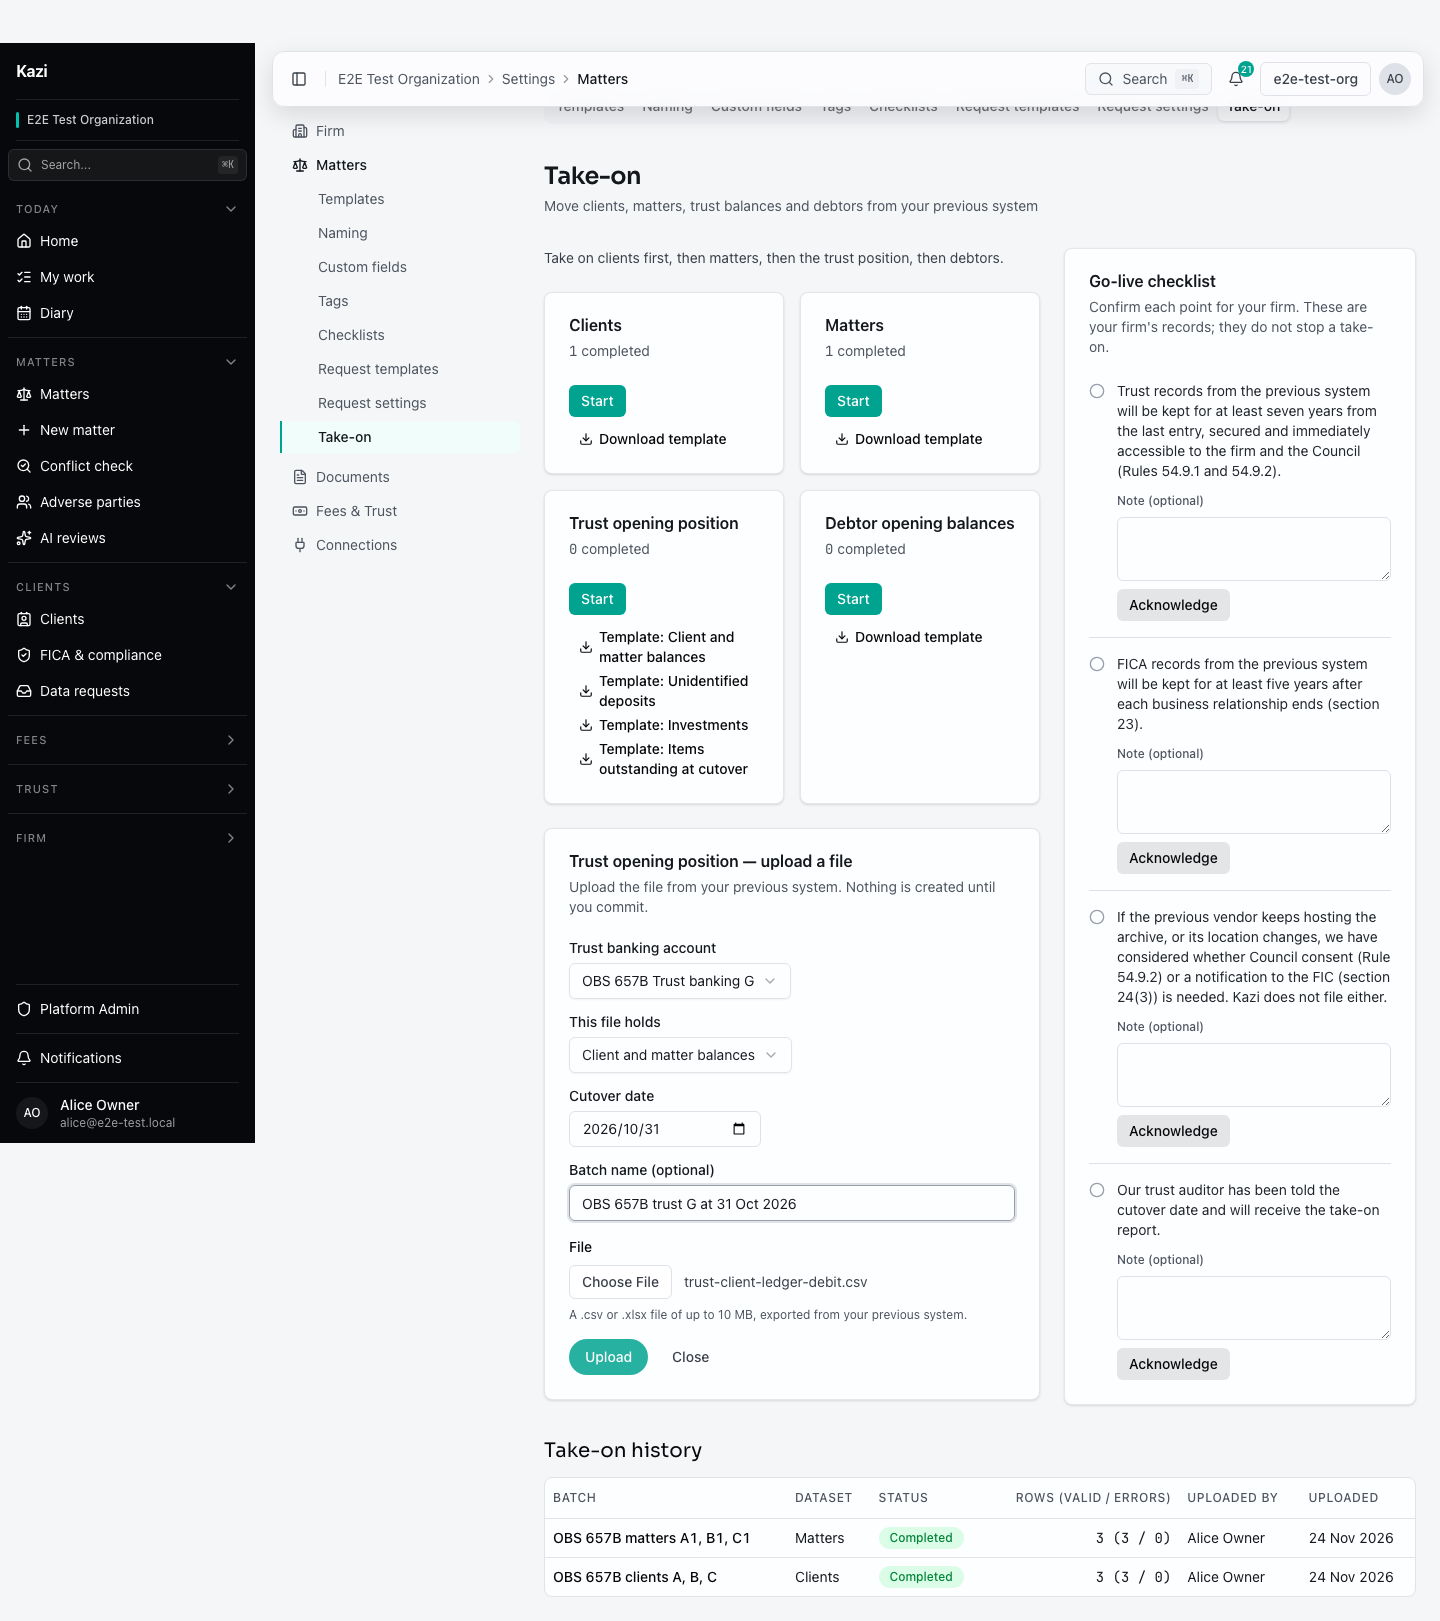 Kazi
E2E Test Organization
Search...
⌘K
TODAY
Home
My work
Diary
MATTERS
Matters
New matter
Conflict check
Adverse parties
AI reviews
CLIENTS
Clients
FICA & compliance
Data requests
FEES
TRUST
FIRM
Platform Admin
Notifications
AO
Alice Owner
alice@e2e-test.local
E2E Test Organization
Settings
Matters
Search
⌘K
21
e2e-test-org
AO
Templates
Naming
Custom fields
Tags
Checklists
Request templates
Request settings
Take-on
Firm
Matters
Templates
Naming
Custom fields
Tags
Checklists
Request templates
Request settings
Take-on
Documents
Fees & Trust
Connections
Take-on
Move clients, matters, trust balances and debtors from your previous system
Take on clients first, then matters, then the trust position, then debtors.
Clients
1 completed
Start
Download template
Matters
1 completed
Start
Download template
Trust opening position
0 completed
Start
Template: Client and
matter balances
Template: Unidentified
deposits
Template: Investments
Template: Items
outstanding at cutover
Debtor opening balances
0 completed
Start
Download template
Trust opening position — upload a file
Upload the file from your previous system. Nothing is created until
you commit.
Trust banking account
OBS 657B Trust banking G
This file holds
Client and matter balances
Cutover date
2026/10/31
Batch name (optional)
OBS 657B trust G at 31 Oct 2026
File
Choose File
trust-client-ledger-debit.csv
A .csv or .xlsx file of up to 10 MB, exported from your previous system.
Upload
Close
Go-live checklist
Confirm each point for your firm. These are
your firm's records; they do not stop a take-
on.
Trust records from the previous system
will be kept for at least seven years from
the last entry, secured and immediately
accessible to the firm and the Council
(Rules 54.9.1 and 54.9.2).
Note (optional)
Acknowledge
FICA records from the previous system
will be kept for at least five years after
each business relationship ends (section
23).
Note (optional)
Acknowledge
If the previous vendor keeps hosting the
archive, or its location changes, we have
considered whether Council consent (Rule
54.9.2) or a notification to the FIC (section
24(3)) is needed. Kazi does not file either.
Note (optional)
Acknowledge
Our trust auditor has been told the
cutover date and will receive the take-on
report.
Note (optional)
Acknowledge
Take-on history
BATCH DATASET STATUS ROWS (VALID / ERRORS) UPLOADED BY UPLOADED
OBS 657B matters A1, B1, C1 Matters Completed 3 (3 / 0) Alice Owner 24 Nov 2026
OBS 657B clients A, B, C Clients Completed 3 (3 / 0) Alice Owner 24 Nov 2026